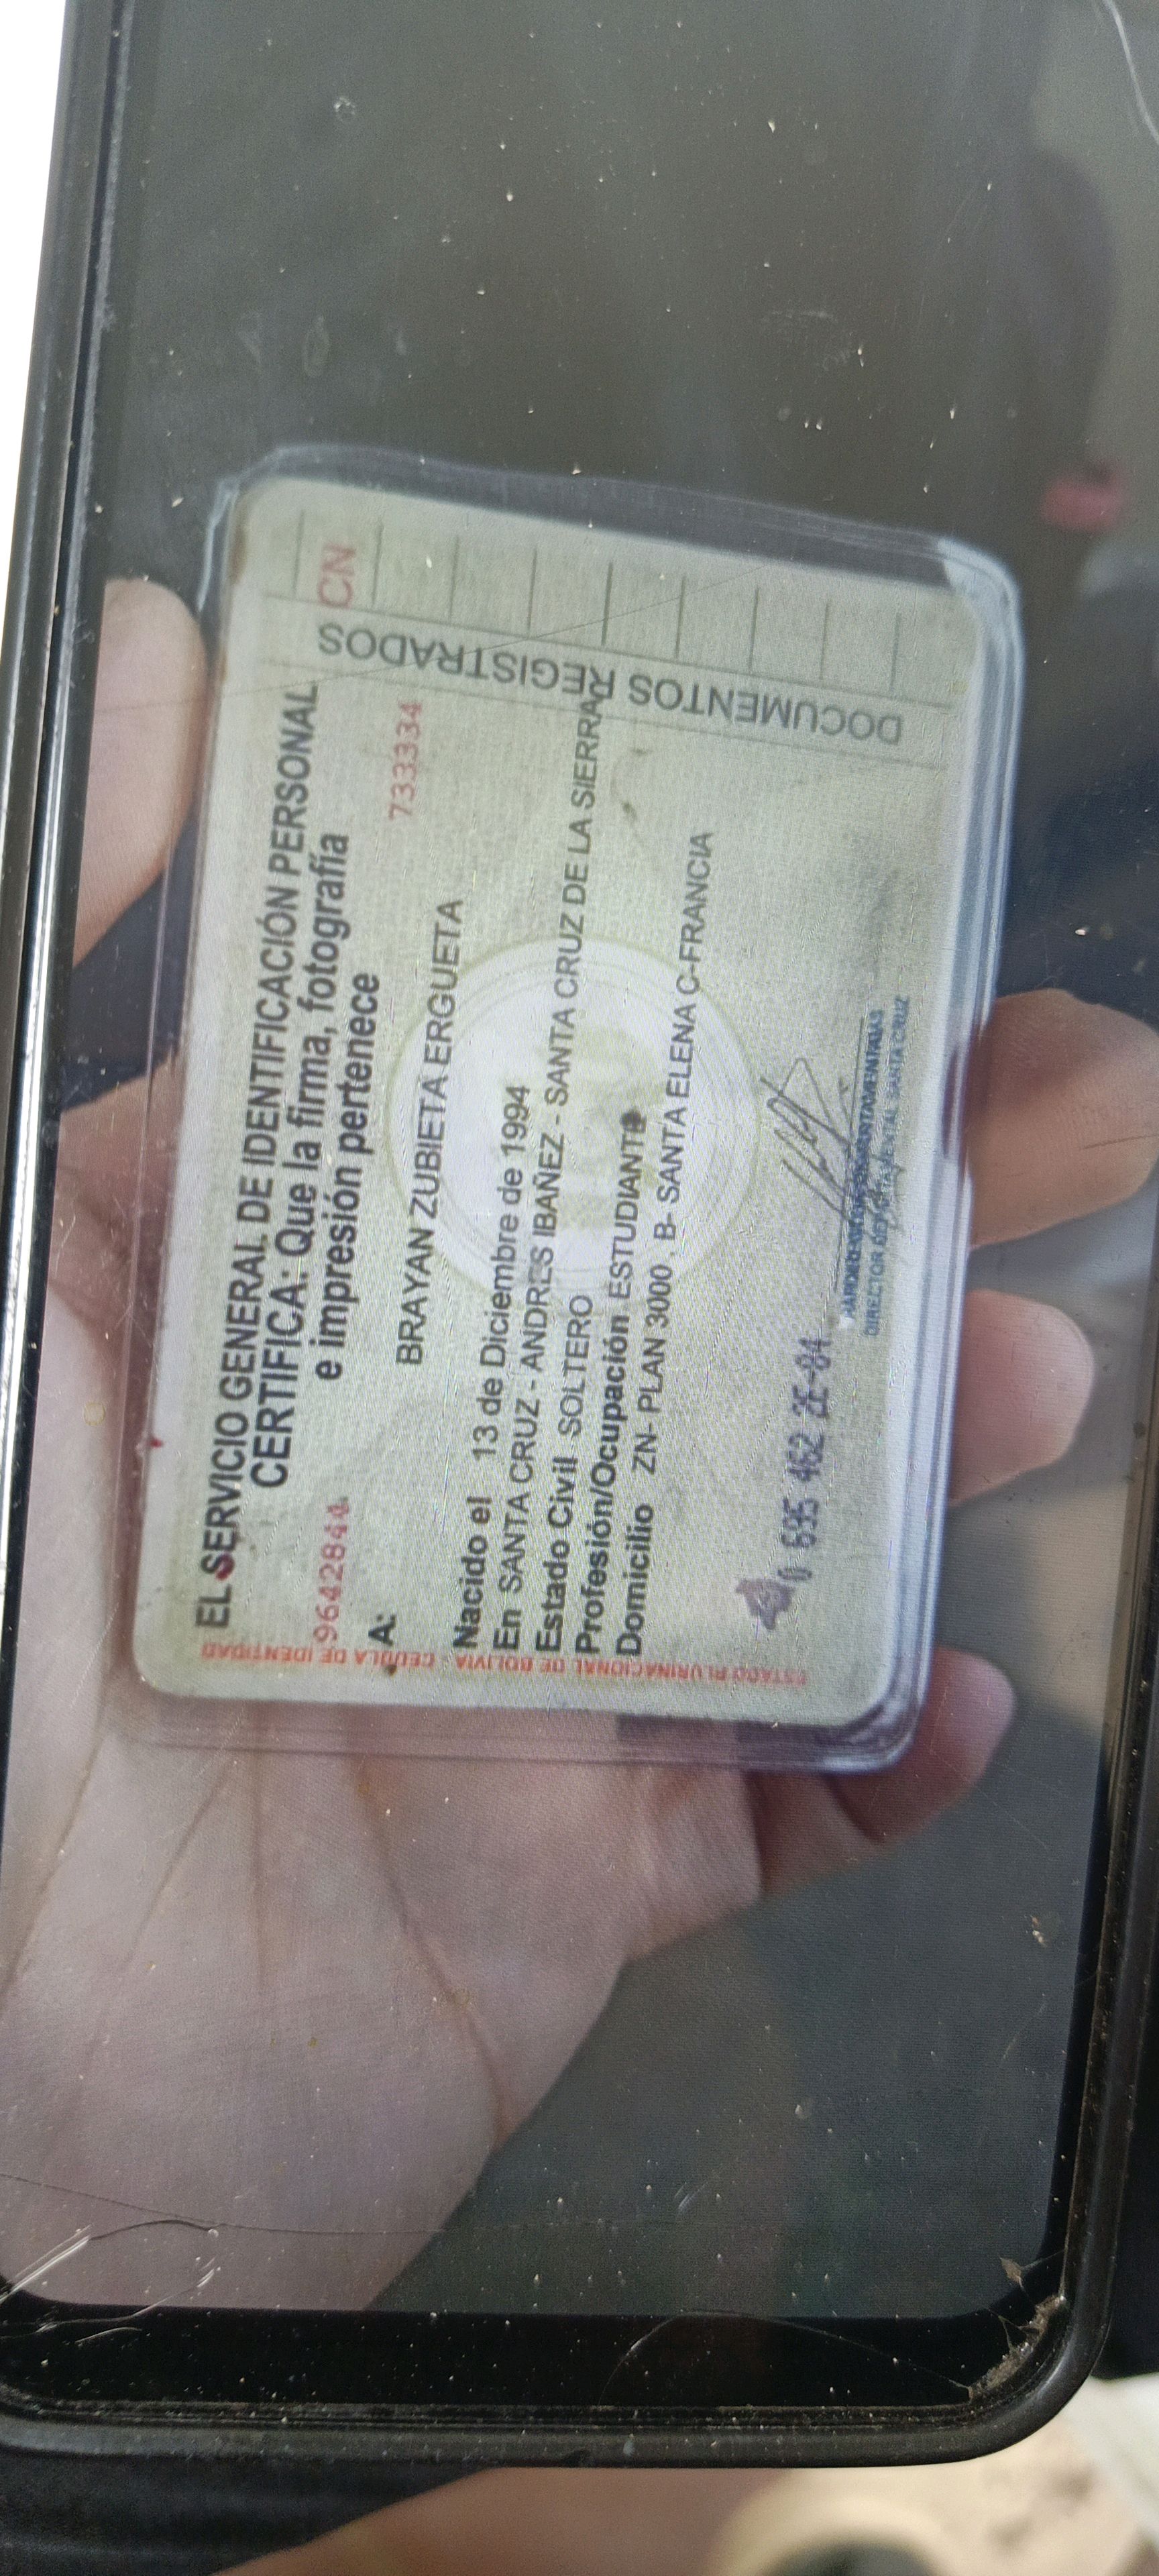 EL SERVICIO GENERAL DE IDENTIFICACIÓN PERSONAL
CERTIFICA: Que la firma, fotografía
e impresión pertenece
9642844
733334
A:
BRAYAN ZUBIETA ERGUETA
Nacido el 13 de Diciembre de 1994
En SANTA CRUZ - ANDRES IBAÑEZ - SANTA CRUZ DE LA SIERRA
Estado Civil SOLTERO
Profesión/Ocupación ESTUDIANTE
Domicilio ZN- PLAN 3000 . B- SANTA ELENA C-FRANCIA
695 462 2E-84
DIRECTOR SANTA CRUZ
ESTADO PLURINACIONAL DE BOLIVIA - CEDULA DE IDENTIDAD
DOCUMENTOS REGISTRADOS
CN